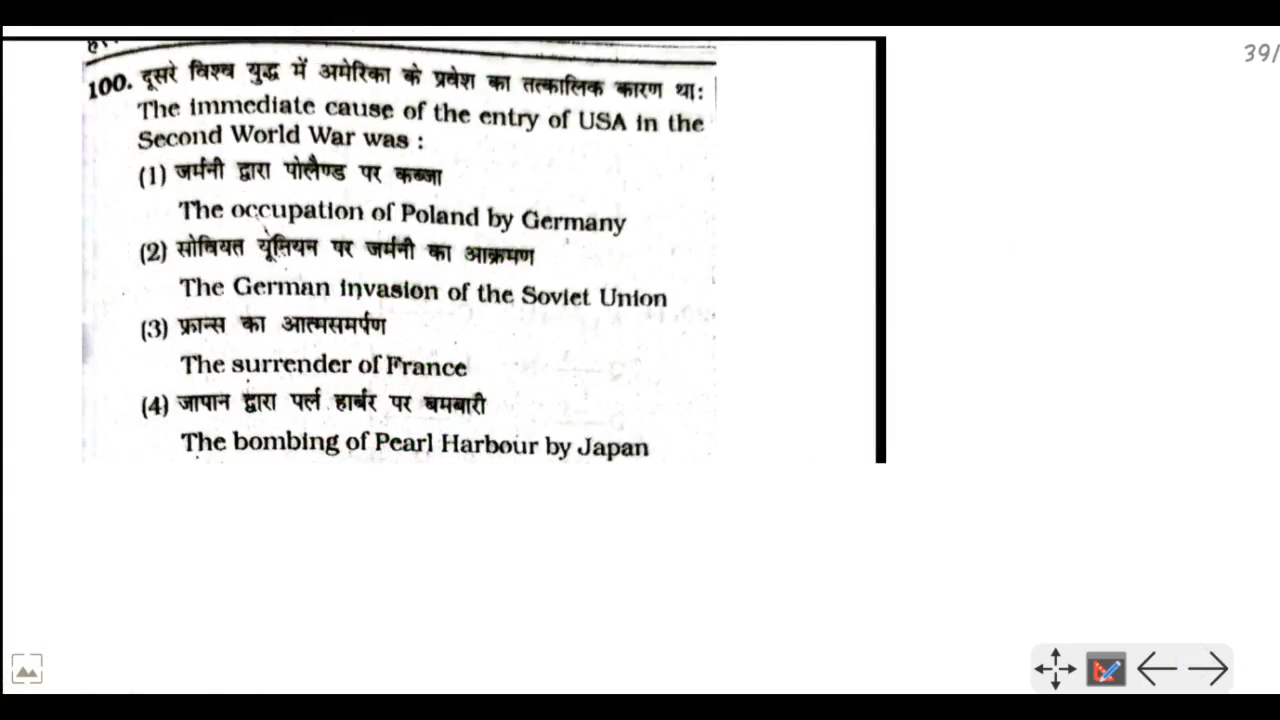 39/
100. दूसरे विश्व युद्ध में अमेरिका के प्रवेश का तत्कालिक कारण था:
The immediate cause of the entry of USA in the
Second World War was :
(1) जर्मनी द्वारा पोलैण्ड पर कब्जा
The occupation of Poland by Germany
(2) सोवियत यूनियन पर जर्मनी का आक्रमण
The German invasion of the Soviet Union
(3) फ्रान्स का आत्मसमर्पण
The surrender of France
(4) जापान द्वारा पर्ल हार्बर पर बमबारी
The bombing of Pearl Harbour by Japan